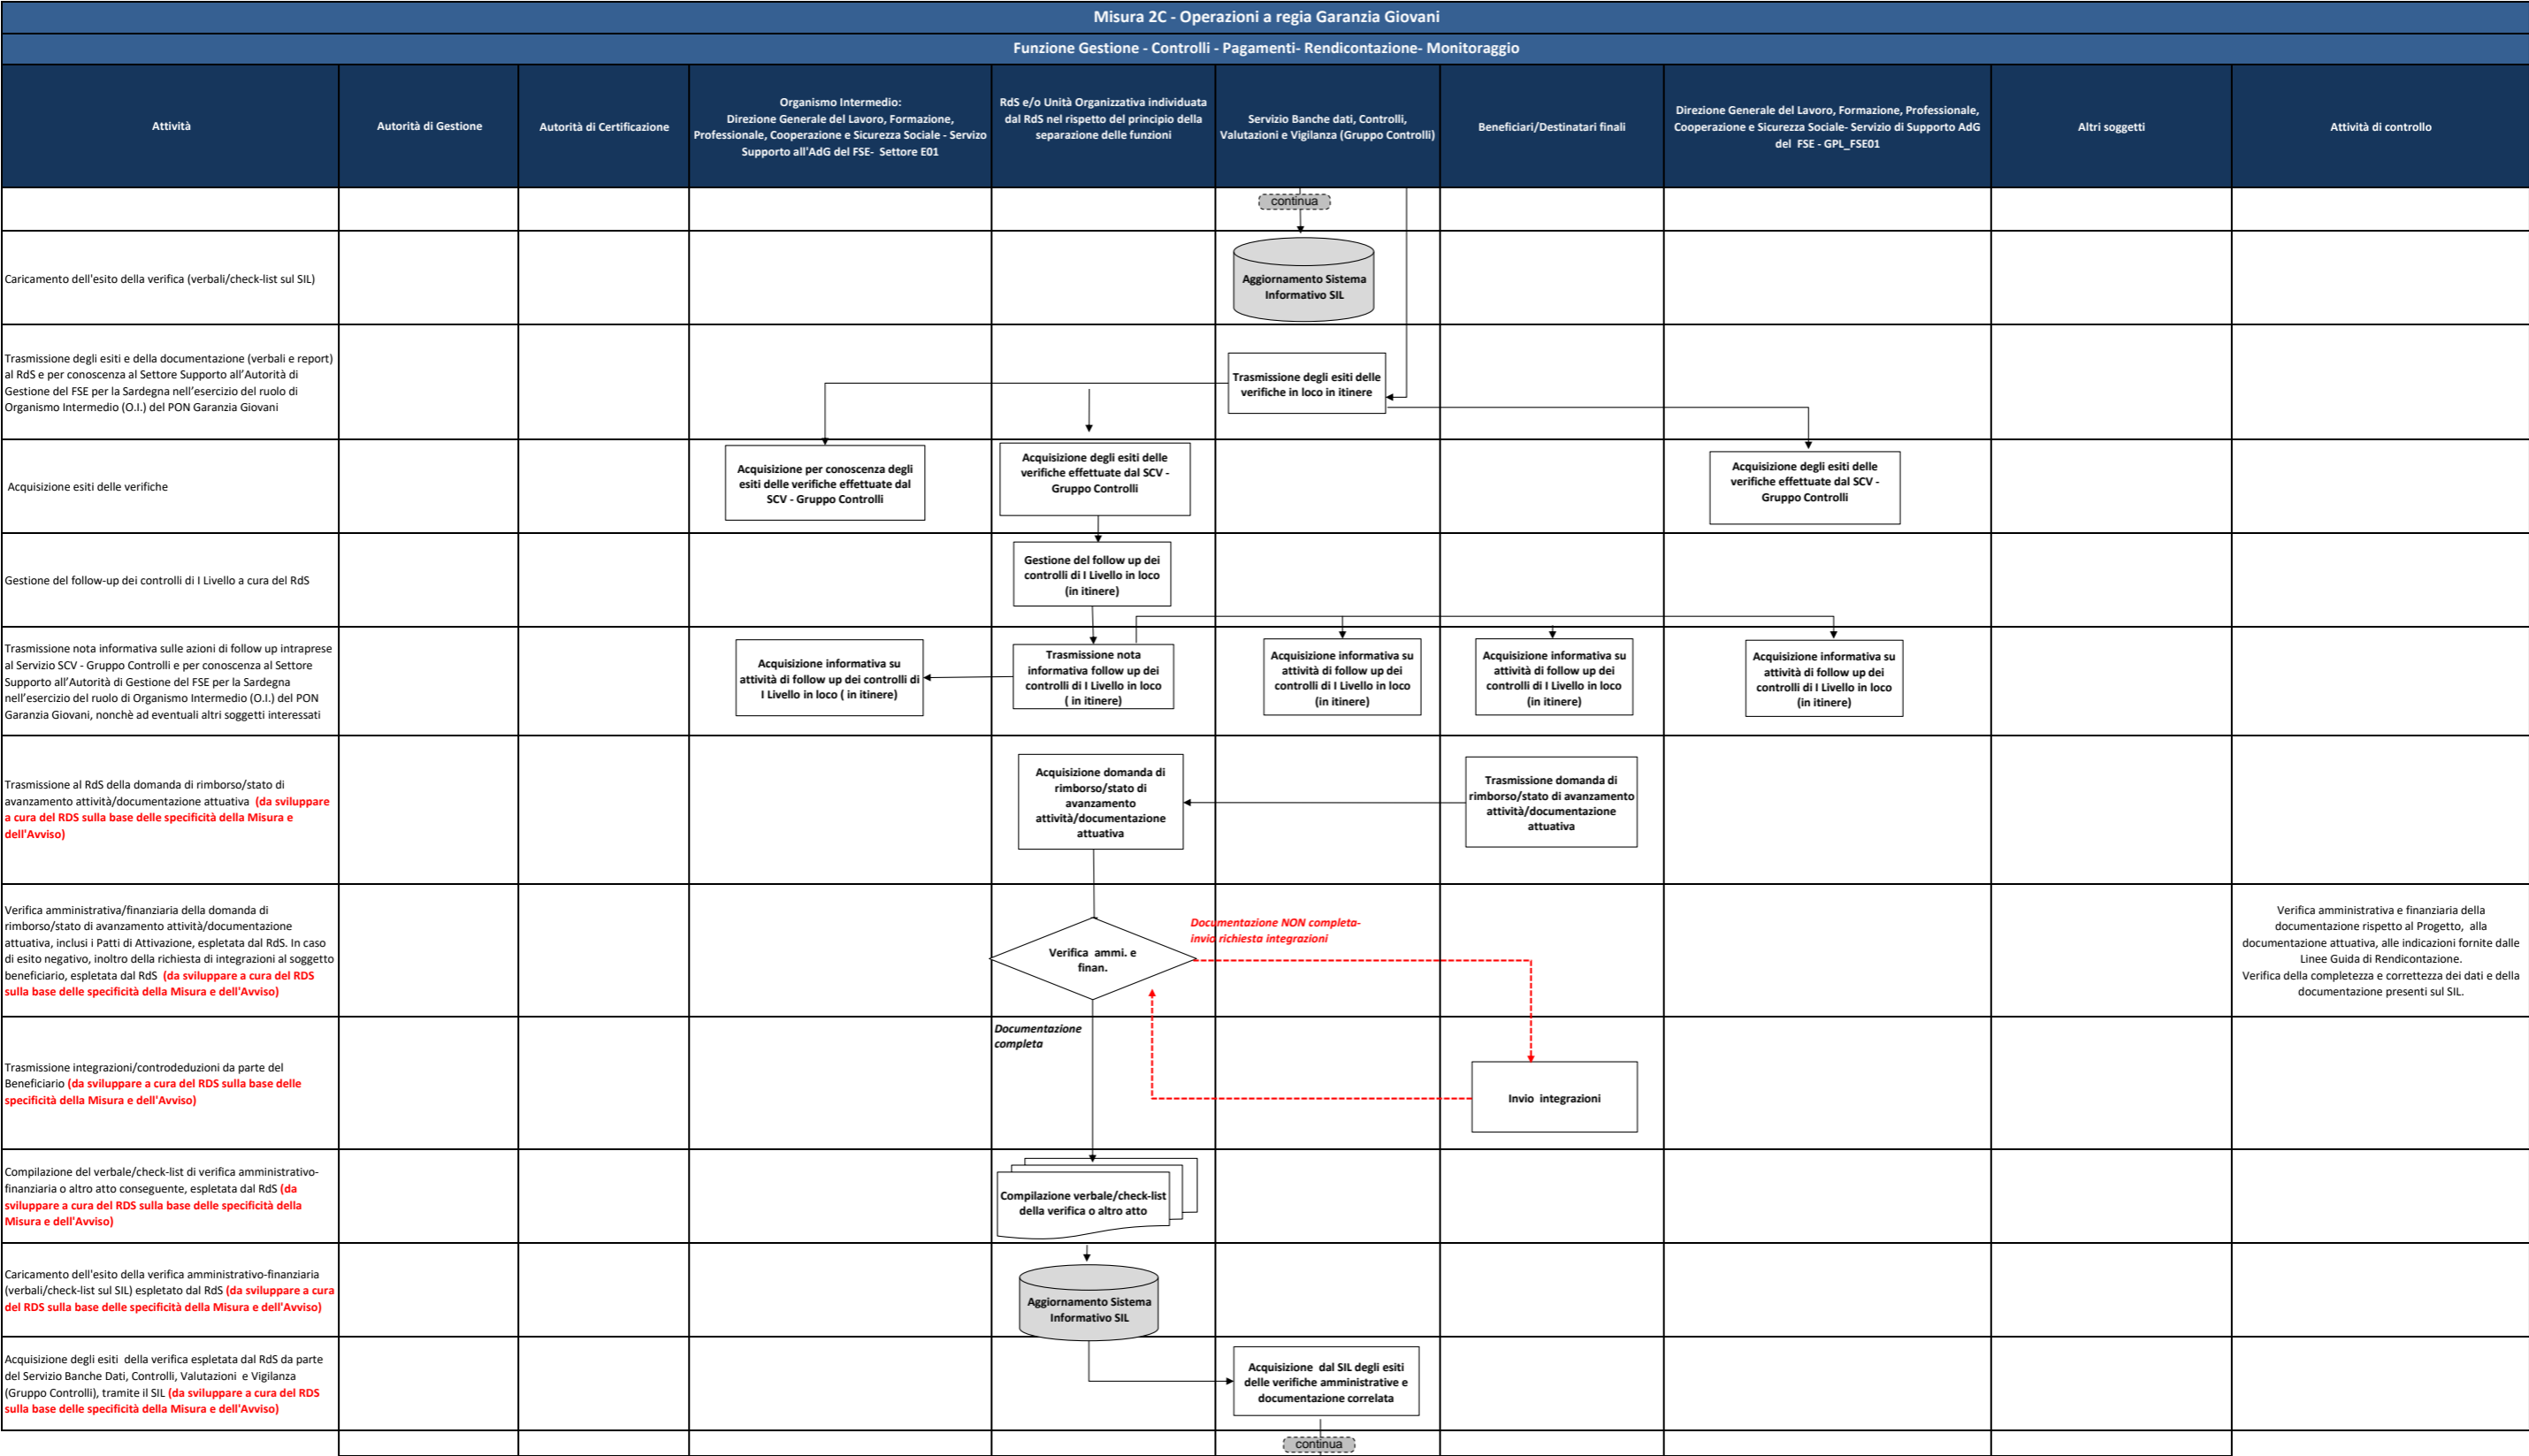 Misura 2C - Operazioni a regia Garanzia Giovani
Funzione Gestione - Controlli - Pagamenti- Rendicontazione- Monitoraggio
Attività
Autorità di Gestione
Autorità di Certificazione
Organismo Intermedio:
Direzione Generale del Lavoro, Formazione,
Professionale, Cooperazione e Sicurezza Sociale - Servizo
Supporto all'AdG del FSE- Settore E01
RdS e/o Unità Organizzativa individuata
dal RdS nel rispetto del principio della
separazione delle funzioni
Servizio Banche dati, Controlli,
Valutazioni e Vigilanza (Gruppo Controlli)
Beneficiari/Destinatari finali
Direzione Generale del Lavoro, Formazione, Professionale,
Cooperazione e Sicurezza Sociale- Servizo di Supporto AdG
del FSE - GPL_FSE01
Altri soggetti
Attività di controllo
continua
Caricamento dell'esito della verifica (verbali/check-list sul SIL)
Aggiornamento Sistema
Informativo SIL
Trasmissione degli esiti e della documentazione (verbali e report)
al RdS e per conoscenza al Settore Supporto all'Autorità di
Gestione del FSE per la Sardegna nell'esercizio del ruolo di
Organismo Intermedio (O.I.) del PON Garanzia Giovani
Trasmissione degli esiti delle
verifiche in loco in itinere
Acquisizione esiti delle verifiche
Acquisizione per conoscenza degli
esiti delle verifiche effettuate dal
SCV - Gruppo Controlli
Acquisizione degli esiti delle
verifiche effettuate dal SCV -
Gruppo Controlli
Acquisizione degli esiti delle
verifiche effettuate dal SCV -
Gruppo Controlli
Gestione del follow-up dei controlli di I Livello a cura del RdS
Gestione del follow up dei
controlli di I Livello in loco
(in itinere)
Trasmissione nota informativa sulle azioni di follow up intraprese
al Servizio SCV - Gruppo Controlli e per conoscenza al Settore
Supporto all'Autorità di Gestione del FSE per la Sardegna
nell'esercizio del ruolo di Organismo Intermedio (O.I.) del PON
Garanzia Giovani, nonchè ad eventuali altri soggetti interessati
Acquisizione informativa su
attività di follow up dei controlli di
I Livello in loco ( in itinere)
Trasmissione nota
informativa follow up dei
controlli di I Livello in loco
( in itinere)
Acquisizione informativa su
attività di follow up dei
controlli di I Livello in loco
(in itinere)
Acquisizione informativa su
attività di follow up dei
controlli di I Livello in loco
(in itinere)
Acquisizione informativa su
attività di follow up dei
controlli di I Livello in loco
(in itinere)
Trasmissione al RdS della domanda di rimborso/stato di
avanzamento attività/documentazione attuativa (da sviluppare
a cura del RDS sulla base delle specificità della Misura e
dell'Avviso)
Acquisizione domanda di
rimborso/stato di
avanzamento
attività/documentazione
attuativa
Trasmissione domanda di
rimborso/stato di avanzamento
attività/documentazione
attuativa
Verifica amministrativa/finanziaria della domanda di
rimborso/stato di avanzamento attività/documentazione
attuativa, inclusi i Patti di Attivazione, espletata dal RdS. In caso
di esito negativo, inoltro della richiesta di integrazioni al soggetto
beneficiario, espletata dal RdS (da sviluppare a cura del RDS
sulla base delle specificità della Misura e dell'Avviso)
Verifica ammi. e
finan.
Documentazione NON completa-
invio richiesta integrazioni
Verifica amministrativa e finanziaria della
documentazione rispetto al Progetto, alla
documentazione attuativa, alle indicazioni fornite dalle
Linee Guida di Rendicontazione.
Verifica della completezza e correttezza dei dati e della
documentazione presenti sul SIL.
Documentazione
completa
Trasmissione integrazioni/controdeduzioni da parte del
Beneficiario (da sviluppare a cura del RDS sulla base delle
specificità della Misura e dell'Avviso)
Invio integrazioni
Compilazione del verbale/check-list di verifica amministrativo-
finanziaria o altro atto conseguente, espletata dal RdS (da
sviluppare a cura del RDS sulla base delle specificità della
Misura e dell'Avviso)
Compilazione verbale/check-list
della verifica o altro atto
Caricamento dell'esito della verifica amministrativo-finanziaria
(verbali/check-list sul SIL) espletato dal RdS (da sviluppare a cura
del RDS sulla base delle specificità della Misura e dell'Avviso)
Aggiornamento Sistema
Informativo SIL
Acquisizione degli esiti della verifica espletata dal RdS da parte
del Servizio Banche Dati, Controlli, Valutazioni e Vigilanza
(Gruppo Controlli), tramite il SIL (da sviluppare a cura del RDS
sulla base delle specificità della Misura e dell'Avviso)
Acquisizione dal SIL degli esiti
delle verifiche amministrative e
documentazione correlata
continua